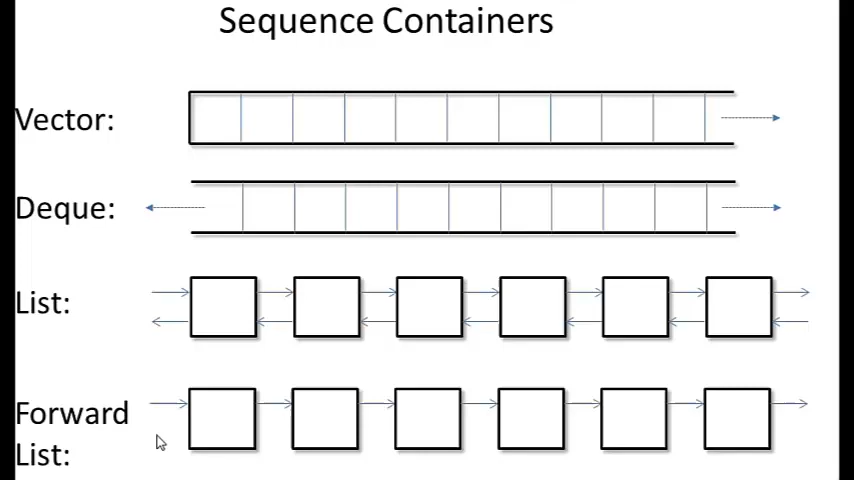 Sequence Containers
Vector:
Deque:
List:
Forward
List: